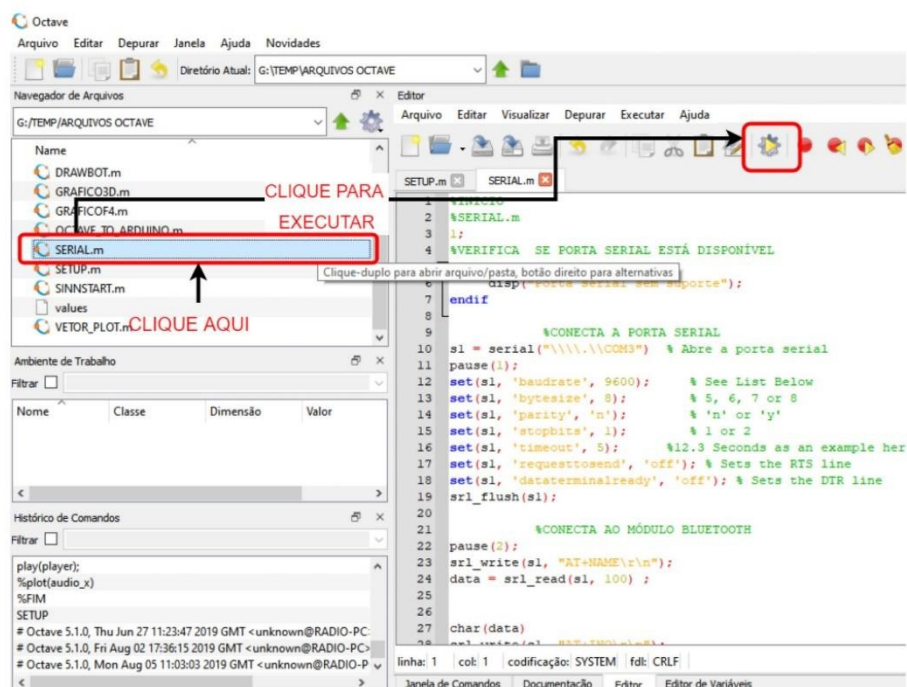 Octave
Arquivo Editar Depurar Janela Ajuda Novidades
Diretório Atual: G:\TEMP\ARQUIVOS OCTAVE
Navegador de Arquivos
G:/TEMP/ARQUIVOS OCTAVE
Name
DRAWBOT.m
GRAFICO3D.m
GRAFICOF4.m
OCTAVE_TO_ARDUINO.m
SERIAL.m
SETUP.m
SINNSTART.m
values
VETOR_PLOT.m
CLIQUE PARA
EXECUTAR
CLIQUE AQUI
Clique-duplo para abrir arquivo/pasta, botão direito para alternativas
Ambiente de Trabalho
Filtrar
Nome Classe Dimensão Valor
Histórico de Comandos
Filtrar
play(player);
%plot(audio_x)
%FIM
SETUP
# Octave 5.1.0, Thu Jun 27 11:23:47 2019 GMT <unknown@RADIO-PC>
# Octave 5.1.0, Fri Aug 02 17:36:15 2019 GMT <unknown@RADIO-PC>
# Octave 5.1.0, Mon Aug 05 11:03:03 2019 GMT <unknown@RADIO-P
Editor
Arquivo Editar Visualizar Depurar Executar Ajuda
SETUP.m SERIAL.m
1 %INICIO
2 %SERIAL.m
3 1;
4 %VERIFICA SE PORTA SERIAL ESTÁ DISPONÍVEL
6 disp("Porta serial sem suporte");
7 endif
8
9 %CONECTA A PORTA SERIAL
10 s1 = serial("\\\\.\\COM3") % Abre a porta serial
11 pause(1);
12 set(s1, 'baudrate', 9600); % See List Below
13 set(s1, 'bytesize', 8); % 5, 6, 7 or 8
14 set(s1, 'parity', 'n'); % 'n' or 'y'
15 set(s1, 'stopbits', 1); % 1 or 2
16 set(s1, 'timeout', 5); %12.3 Seconds as an example her
17 set(s1, 'requesttosend', 'off'); % Sets the RTS line
18 set(s1, 'dataterminalready', 'off'); % Sets the DTR line
19 srl_flush(s1);
20
21 %CONECTA AO MÓDULO BLUETOOTH
22 pause(2);
23 srl_write(s1, "AT+NAME\r\n");
24 data = srl_read(s1, 100) ;
25
26
27 char(data)
linha: 1 col: 1 codificação: SYSTEM fdl: CRLF
Janela de Comandos Documentação Editor Editor de Variáveis